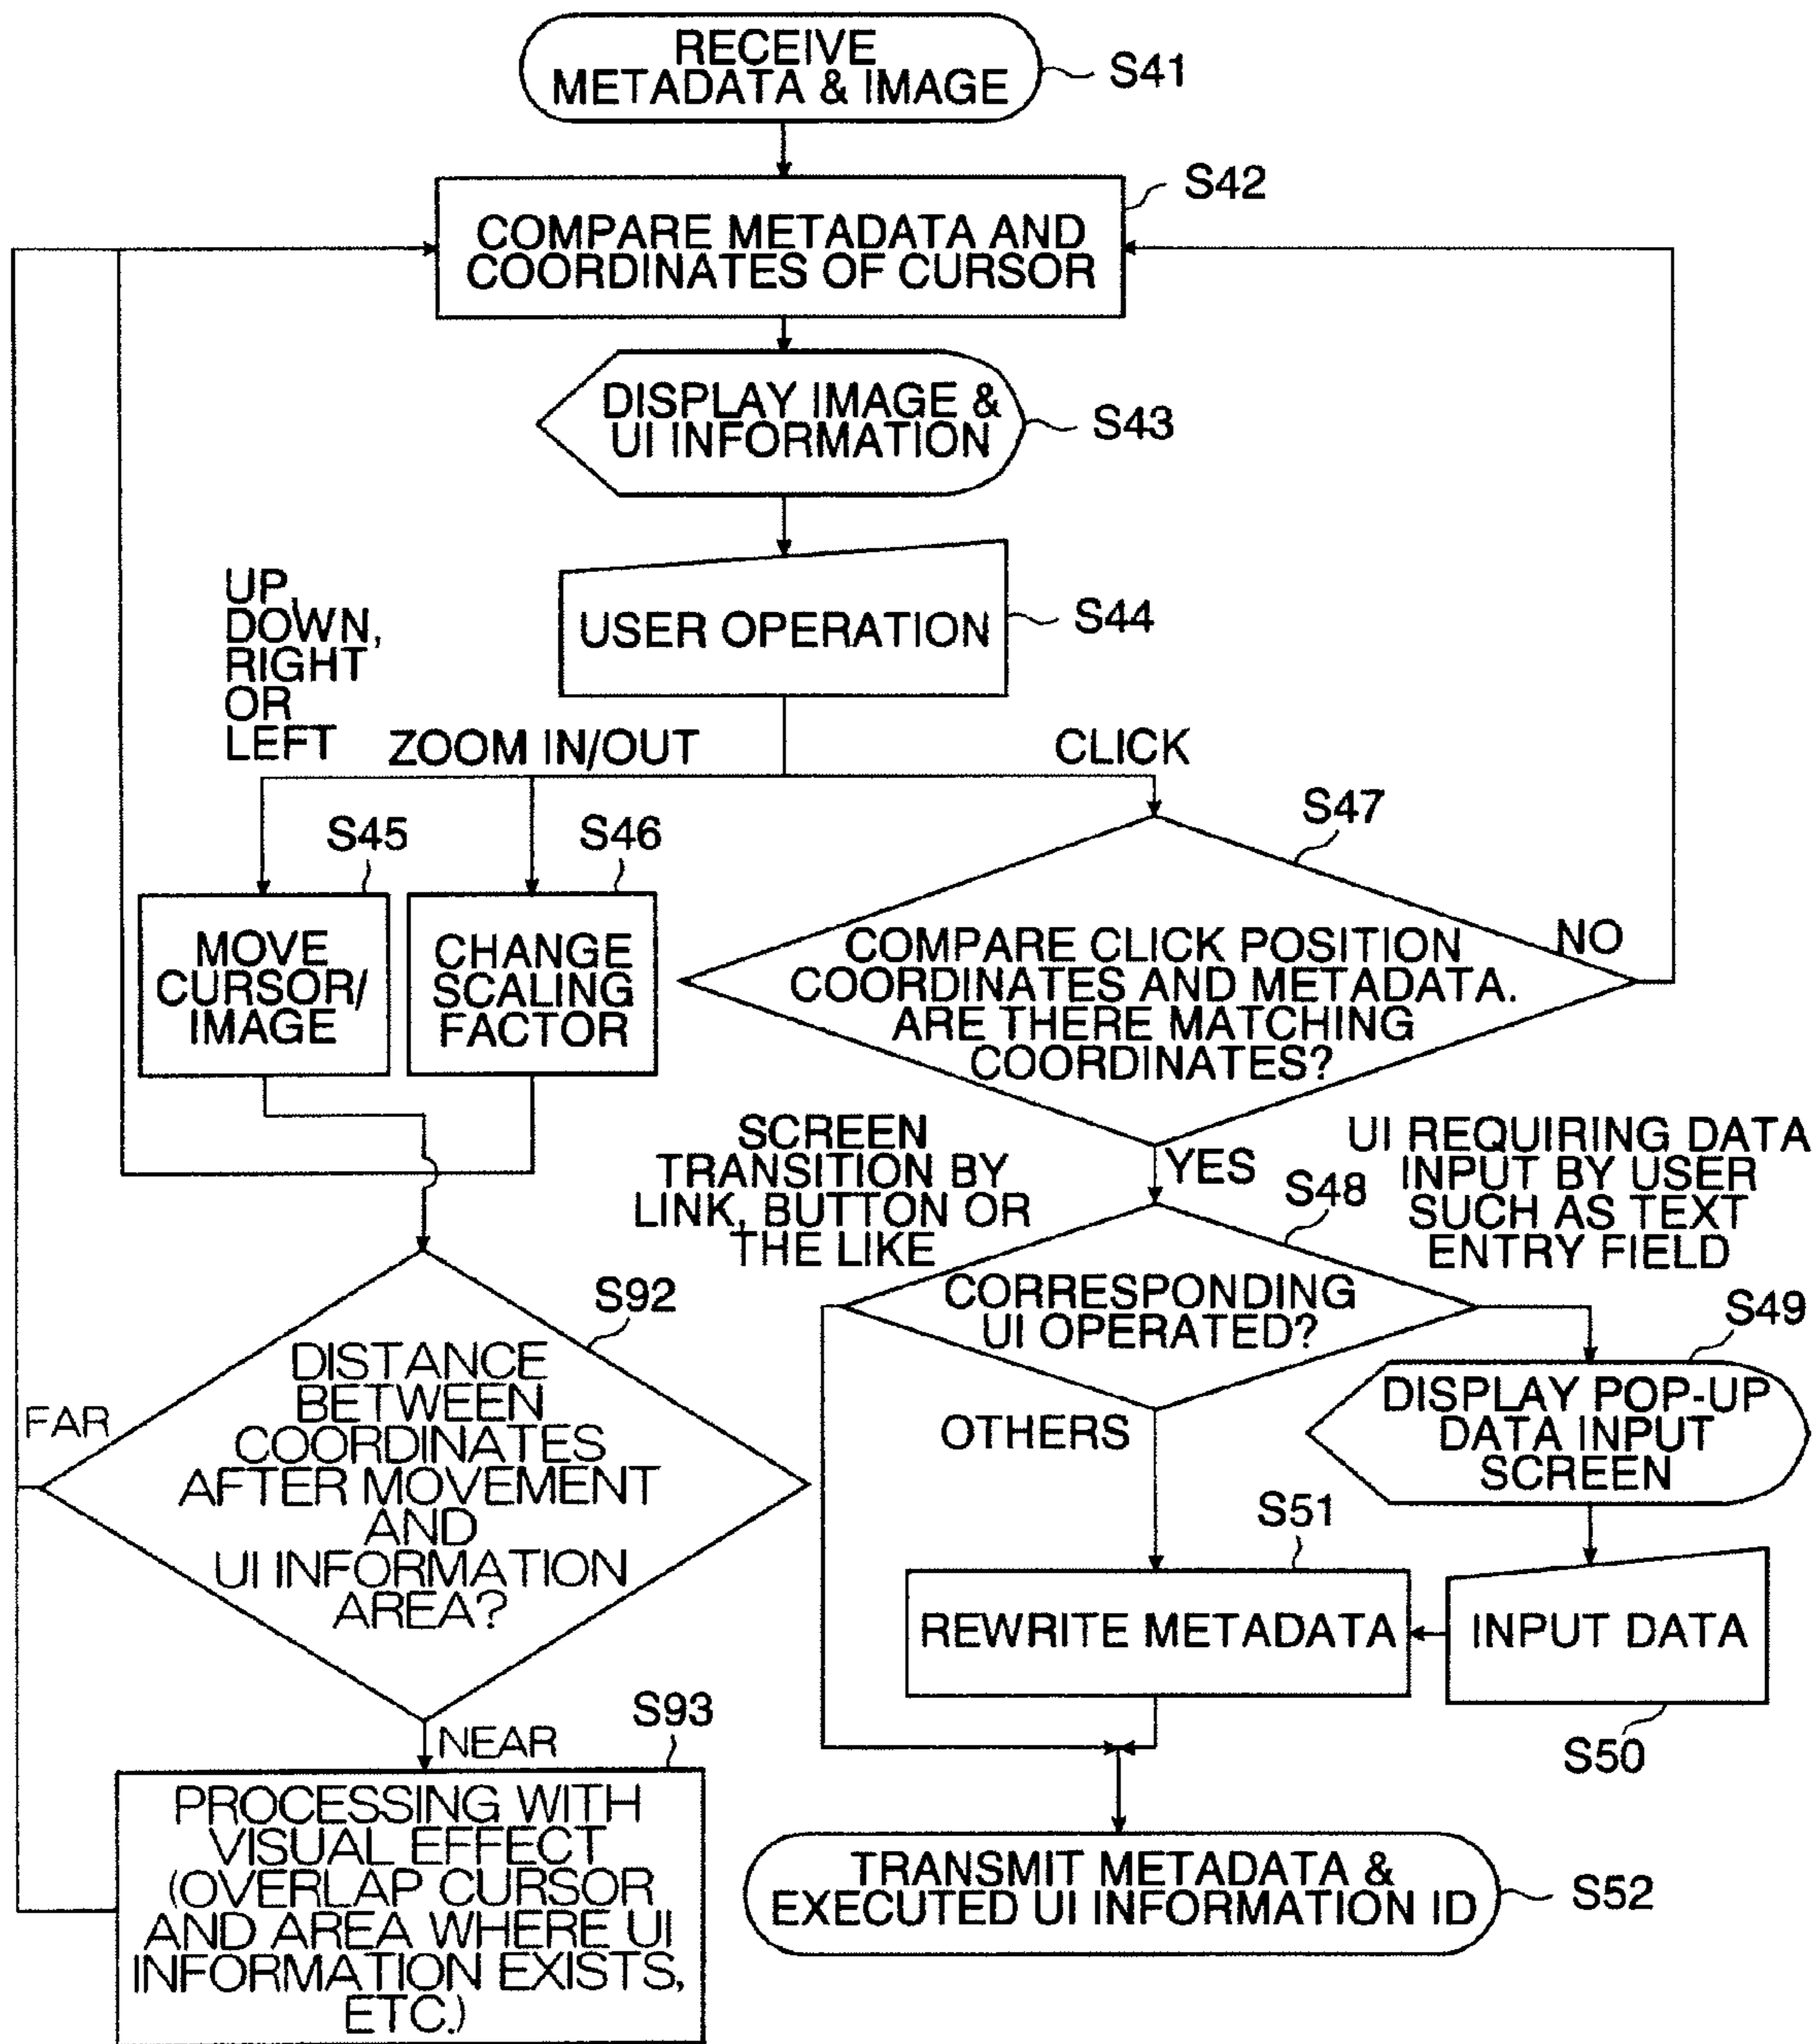 RECEIVE
METADATA & IMAGE
S41
S42
COMPARE METADATA AND
COORDINATES OF CURSOR
DISPLAY IMAGE &
UI INFORMATION
S43
USER OPERATION
S44
UP,
DOWN,
RIGHT
OR
LEFT
ZOOM IN/OUT
CLICK
S45
MOVE
CURSOR/
IMAGE
S46
CHANGE
SCALING
FACTOR
S47
COMPARE CLICK POSITION
COORDINATES AND METADATA.
ARE THERE MATCHING
COORDINATES?
NO
YES
SCREEN
TRANSITION BY
LINK, BUTTON OR
THE LIKE
S48
CORRESPONDING
UI OPERATED?
UI REQUIRING DATA
INPUT BY USER
SUCH AS TEXT
ENTRY FIELD
S49
DISPLAY POP-UP
DATA INPUT
SCREEN
OTHERS
S51
REWRITE METADATA
INPUT DATA
S50
S92
DISTANCE
BETWEEN
COORDINATES
AFTER MOVEMENT
AND
UI INFORMATION
AREA?
FAR
NEAR
S93
PROCESSING WITH
VISUAL EFFECT
(OVERLAP CURSOR
AND AREA WHERE UI
INFORMATION EXISTS,
ETC.)
TRANSMIT METADATA &
EXECUTED UI INFORMATION ID
S52